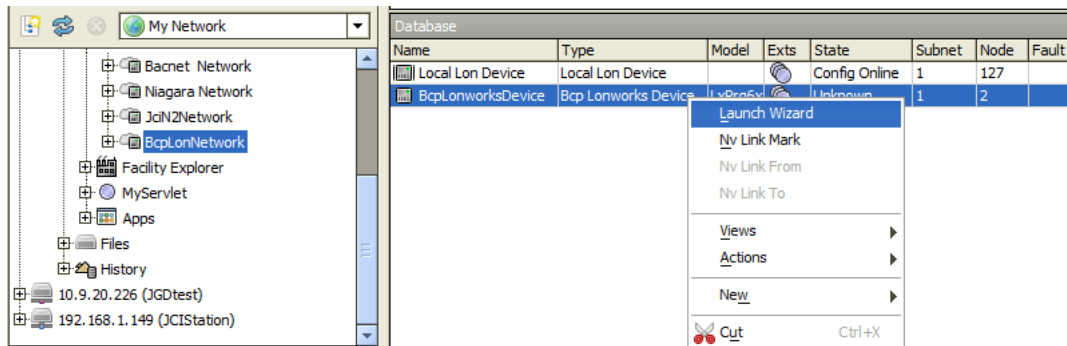 My Network
Bacnet Network
Niagara Network
JciN2Network
BcpLonNetwork
Facility Explorer
MyServlet
Apps
Files
History
10.9.20.226 (JGDtest)
192.168.1.149 (JCIStation)
Database
Name Type Model Exts State Subnet Node Fault
Local Lon Device Local Lon Device Config Online 1 127
BcpLonworksDevice Bcp Lonworks Device LxPrg6x Unknown 1 2
Launch Wizard
Nv Link Mark
Nv Link From
Nv Link To
Views
Actions
New
Cut Ctrl+X